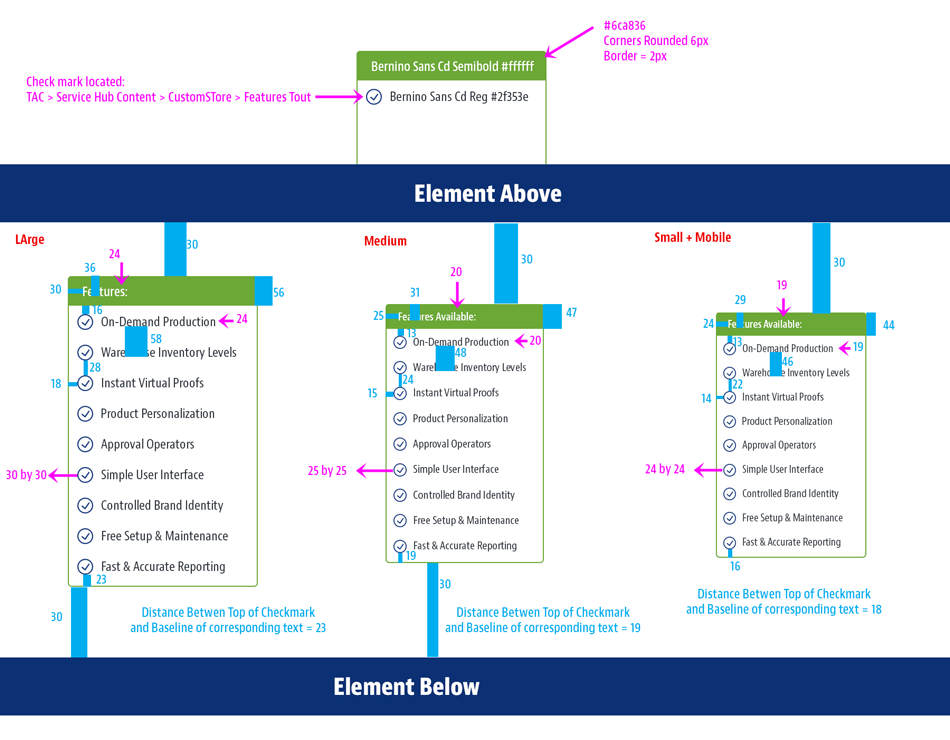 #6ca836
Corners Rounded 6px
Border = 2px
Bernino Sans Cd Semibold #ffffff
Check mark located:
TAC > Service Hub Content > CustomSTore > Features Tout
Bernino Sans Cd Reg #2f353e
Element Above
LArge
30
24
36
30
Features:
56
16
On-Demand Production
24
58
Warehouse Inventory Levels
28
18
Instant Virtual Proofs
Product Personalization
Approval Operators
30 by 30
Simple User Interface
Controlled Brand Identity
Free Setup & Maintenance
Fast & Accurate Reporting
23
30
Distance Betwen Top of Checkmark
and Baseline of corresponding text = 23
Medium
30
20
31
25
Features Available:
47
13
On-Demand Production
20
48
Warehouse Inventory Levels
24
15
Instant Virtual Proofs
Product Personalization
Approval Operators
25 by 25
Simple User Interface
Controlled Brand Identity
Free Setup & Maintenance
Fast & Accurate Reporting
19
30
Distance Betwen Top of Checkmark
and Baseline of corresponding text = 19
Small + Mobile
30
19
29
24
Features Available:
44
13
On-Demand Production
19
46
Warehouse Inventory Levels
22
14
Instant Virtual Proofs
Product Personalization
Approval Operators
24 by 24
Simple User Interface
Controlled Brand Identity
Free Setup & Maintenance
Fast & Accurate Reporting
16
Distance Betwen Top of Checkmark
and Baseline of corresponding text = 18
Element Below